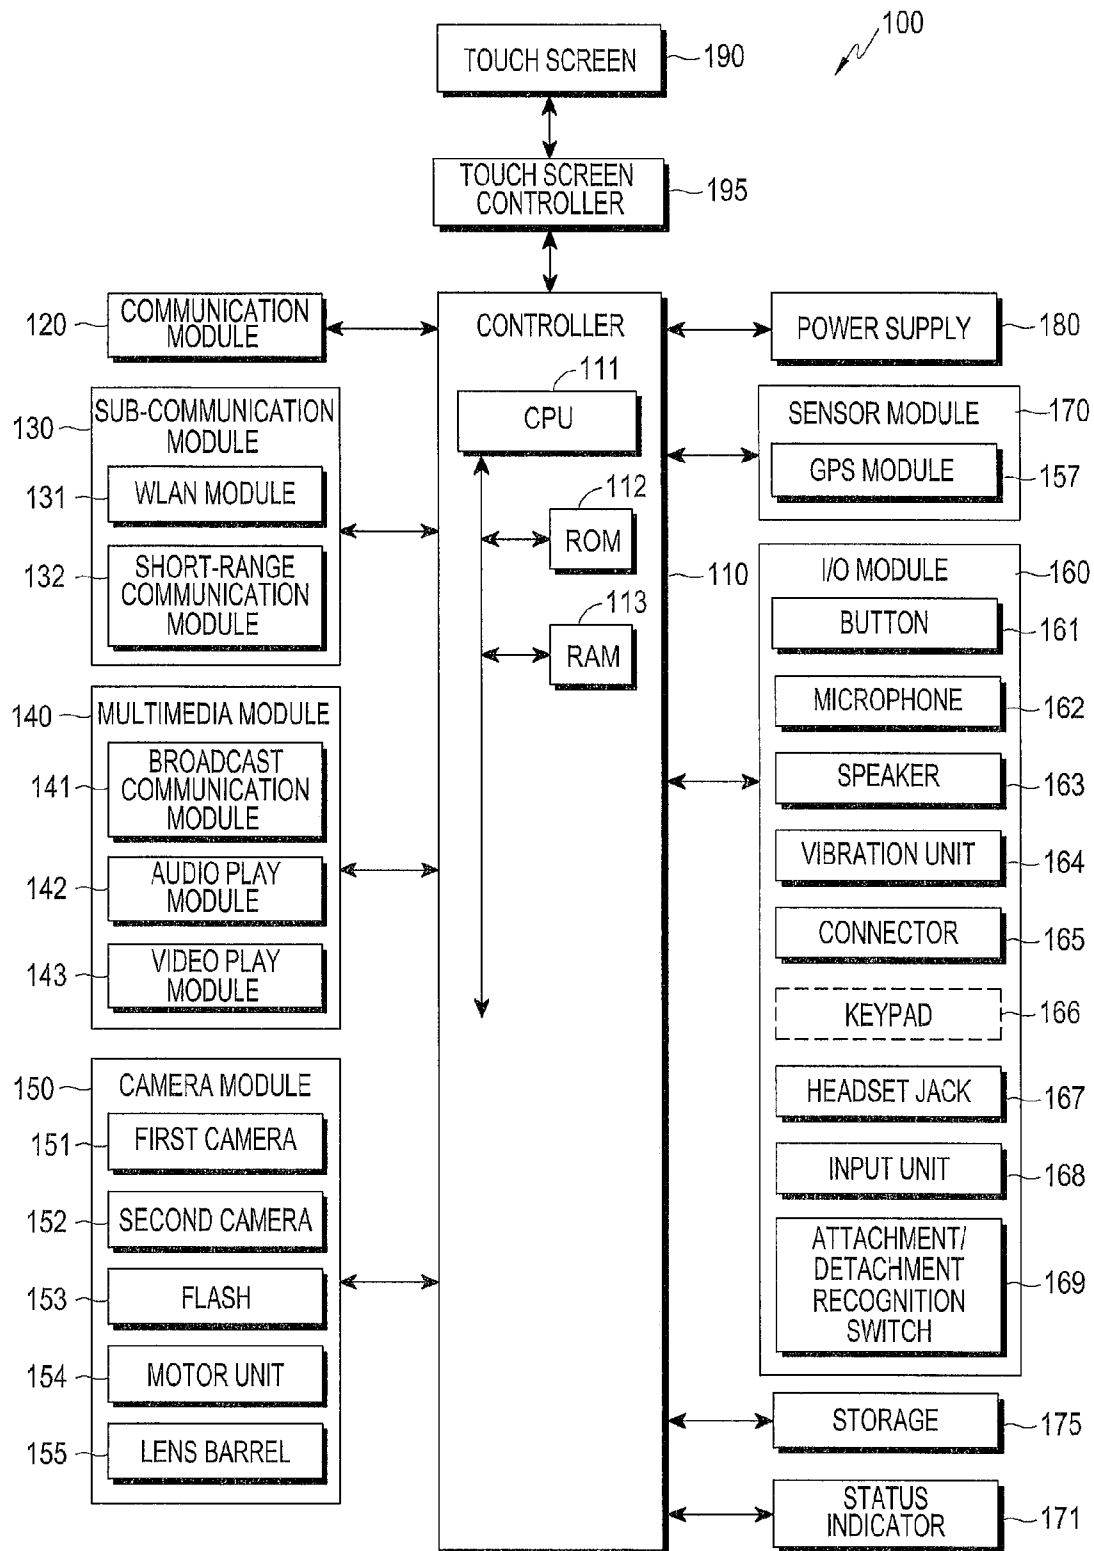 100
TOUCH SCREEN
190
TOUCH SCREEN
CONTROLLER
195
120
COMMUNICATION
MODULE
130
SUB-COMMUNICATION
MODULE
131
WLAN MODULE
132
SHORT-RANGE
COMMUNICATION
MODULE
140
MULTIMEDIA MODULE
141
BROADCAST
COMMUNICATION
MODULE
142
AUDIO PLAY
MODULE
143
VIDEO PLAY
MODULE
150
CAMERA MODULE
151
FIRST CAMERA
152
SECOND CAMERA
153
FLASH
154
MOTOR UNIT
155
LENS BARREL
CONTROLLER
111
CPU
112
ROM
113
RAM
110
POWER SUPPLY
180
SENSOR MODULE
170
GPS MODULE
157
I/O MODULE
160
BUTTON
161
MICROPHONE
162
SPEAKER
163
VIBRATION UNIT
164
CONNECTOR
165
KEYPAD
166
HEADSET JACK
167
INPUT UNIT
168
ATTACHMENT/
DETACHMENT
RECOGNITION
SWITCH
169
STORAGE
175
STATUS
INDICATOR
171